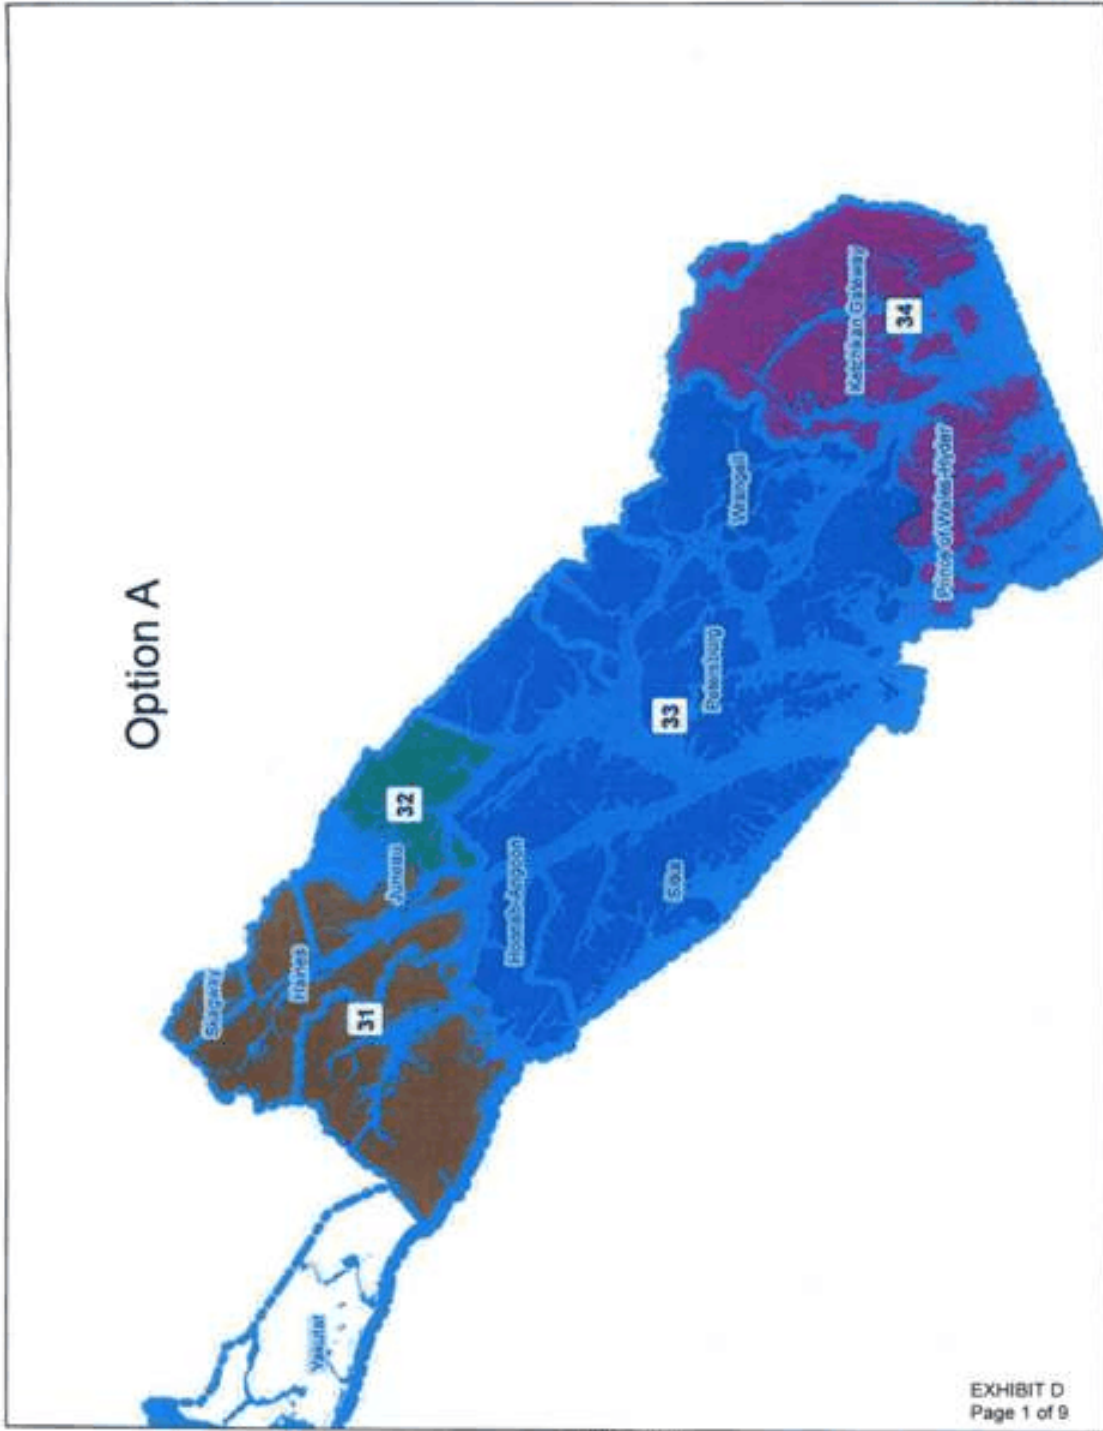 Option A
Skagway
Haines
31
Yakutat
Juneau
32
Hoonah-Angoon
Sitka
33
Petersburg
Wrangell
Ketchikan Gateway
34
Prince of Wales-Hyder
EXHIBIT D
Page 1 of 9